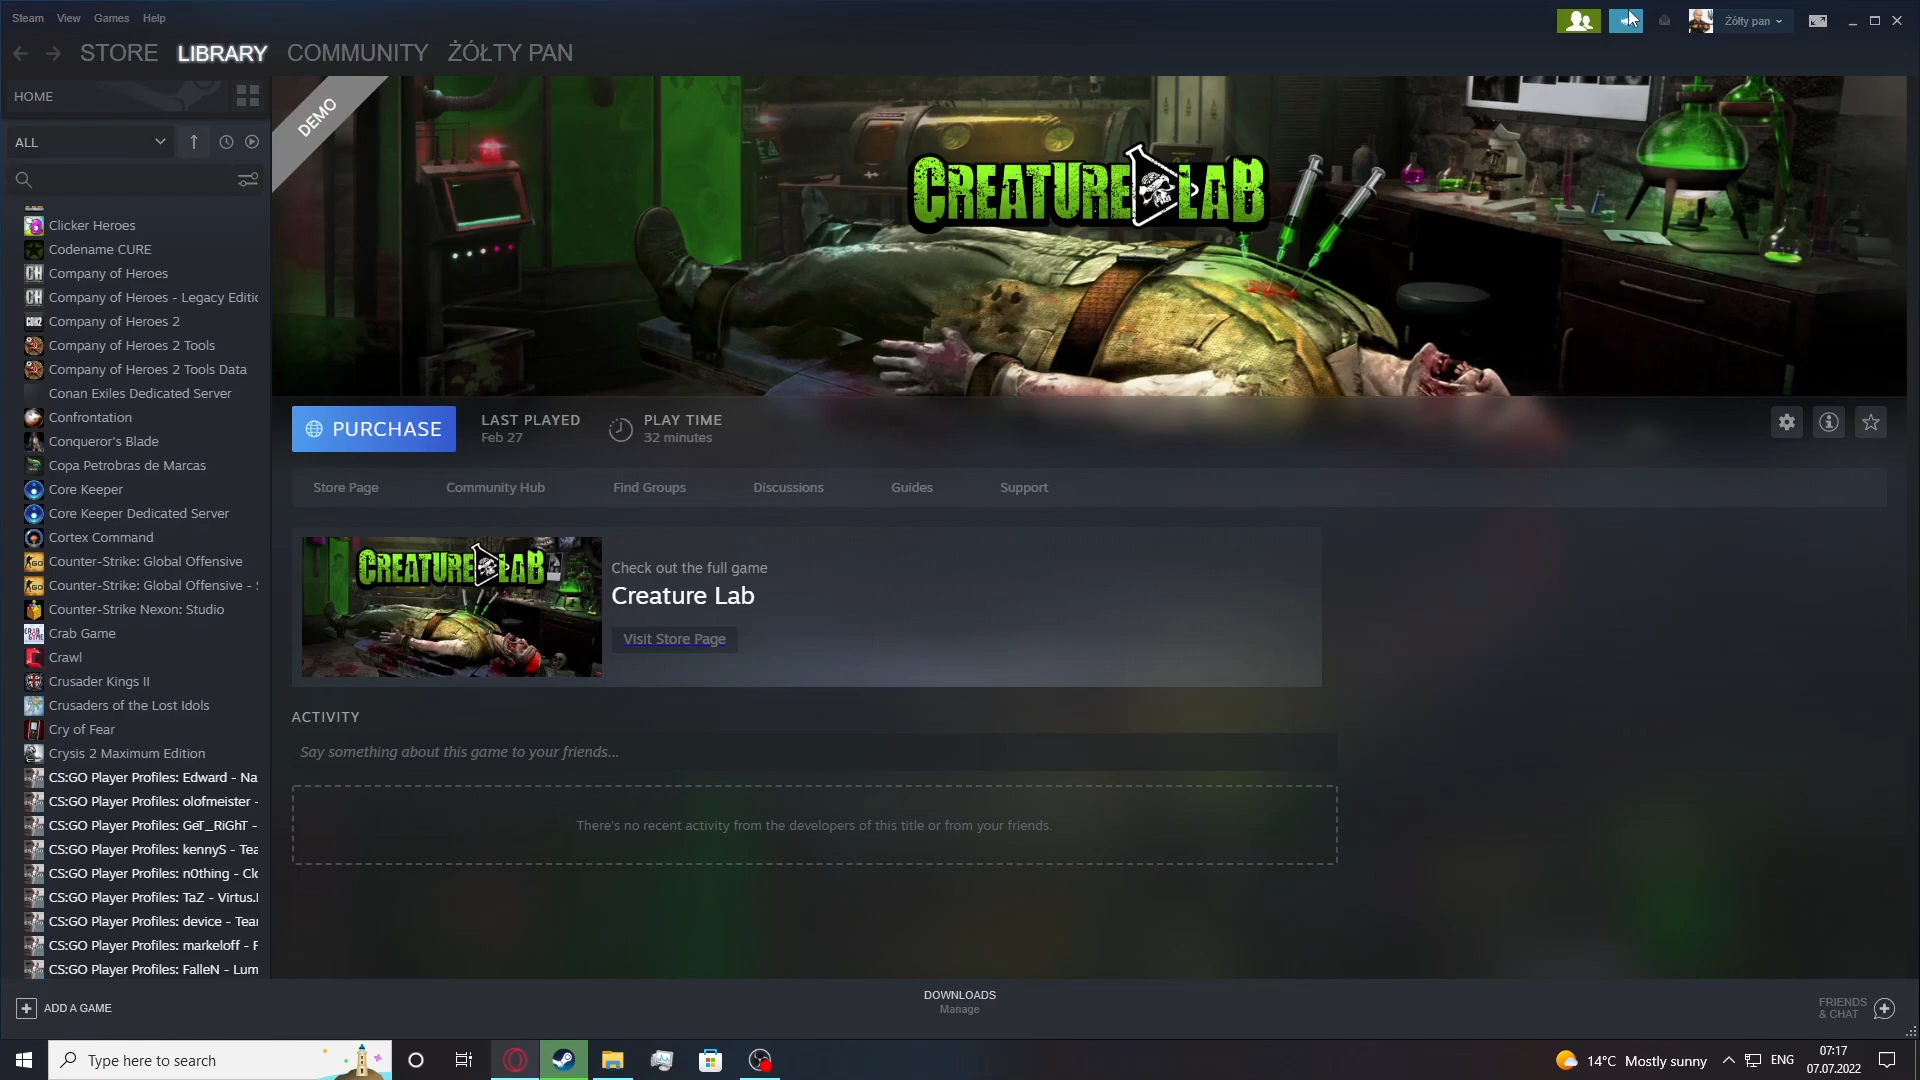 Steam View Games Help
Żółty pan
STORE LIBRARY COMMUNITY ŻÓŁTY PAN
HOME
ALL
Clicker Heroes
Codename CURE
Company of Heroes
Company of Heroes - Legacy Editic
Company of Heroes 2
Company of Heroes 2 Tools
Company of Heroes 2 Tools Data
Conan Exiles Dedicated Server
Confrontation
Conqueror's Blade
Copa Petrobras de Marcas
Core Keeper
Core Keeper Dedicated Server
Cortex Command
Counter-Strike: Global Offensive
Counter-Strike: Global Offensive -
Counter-Strike Nexon: Studio
Crab Game
Crawl
Crusader Kings II
Crusaders of the Lost Idols
Cry of Fear
Crysis 2 Maximum Edition
CS:GO Player Profiles: Edward - Na
CS:GO Player Profiles: olofmeister -
CS:GO Player Profiles: GeT_RiGhT -
CS:GO Player Profiles: kennyS - Tea
CS:GO Player Profiles: n0thing - Clo
CS:GO Player Profiles: TaZ - Virtus.
CS:GO Player Profiles: device - Tea
CS:GO Player Profiles: markeloff - F
CS:GO Player Profiles: FalleN - Lum
ADD A GAME
DEMO
CREATURE LAB
PURCHASE
LAST PLAYED
Feb 27
PLAY TIME
32 minutes
Store Page Community Hub Find Groups Discussions Guides Support
CREATURE LAB
Check out the full game
Creature Lab
Visit Store Page
ACTIVITY
Say something about this game to your friends...
There's no recent activity from the developers of this title or from your friends.
DOWNLOADS
Manage
FRIENDS
& CHAT
Type here to search
14°C Mostly sunny
ENG
07:17
07.07.2022